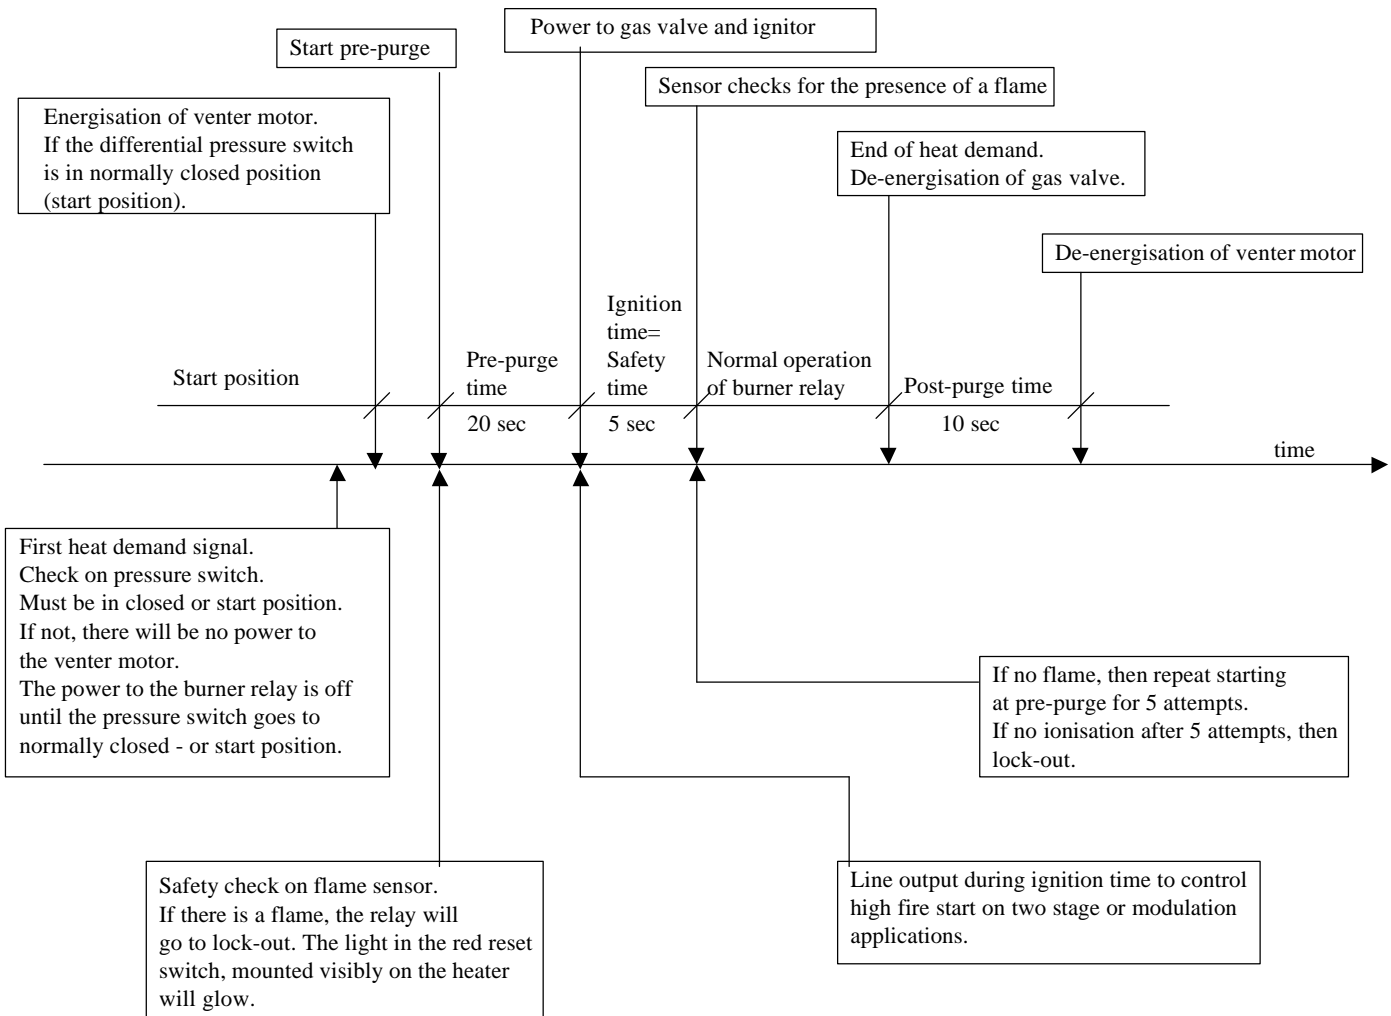 Power to gas valve and ignitor
Start pre-purge
Sensor checks for the presence of a flame
Energisation of venter motor.
If the differential pressure switch
is in normally closed position
(start position).
End of heat demand.
De-energisation of gas valve.
De-energisation of venter motor
Start position
Pre-purge
time
20 sec
Ignition
time=
Safety
time
5 sec
Normal operation
of burner relay
Post-purge time
10 sec
time
First heat demand signal.
Check on pressure switch.
Must be in closed or start position.
If not, there will be no power to
the venter motor.
The power to the burner relay is off
until the pressure switch goes to
normally closed - or start position.
If no flame, then repeat starting
at pre-purge for 5 attempts.
If no ionisation after 5 attempts, then
lock-out.
Safety check on flame sensor.
If there is a flame, the relay will
go to lock-out. The light in the red reset
switch, mounted visibly on the heater
will glow.
Line output during ignition time to control
high fire start on two stage or modulation
applications.